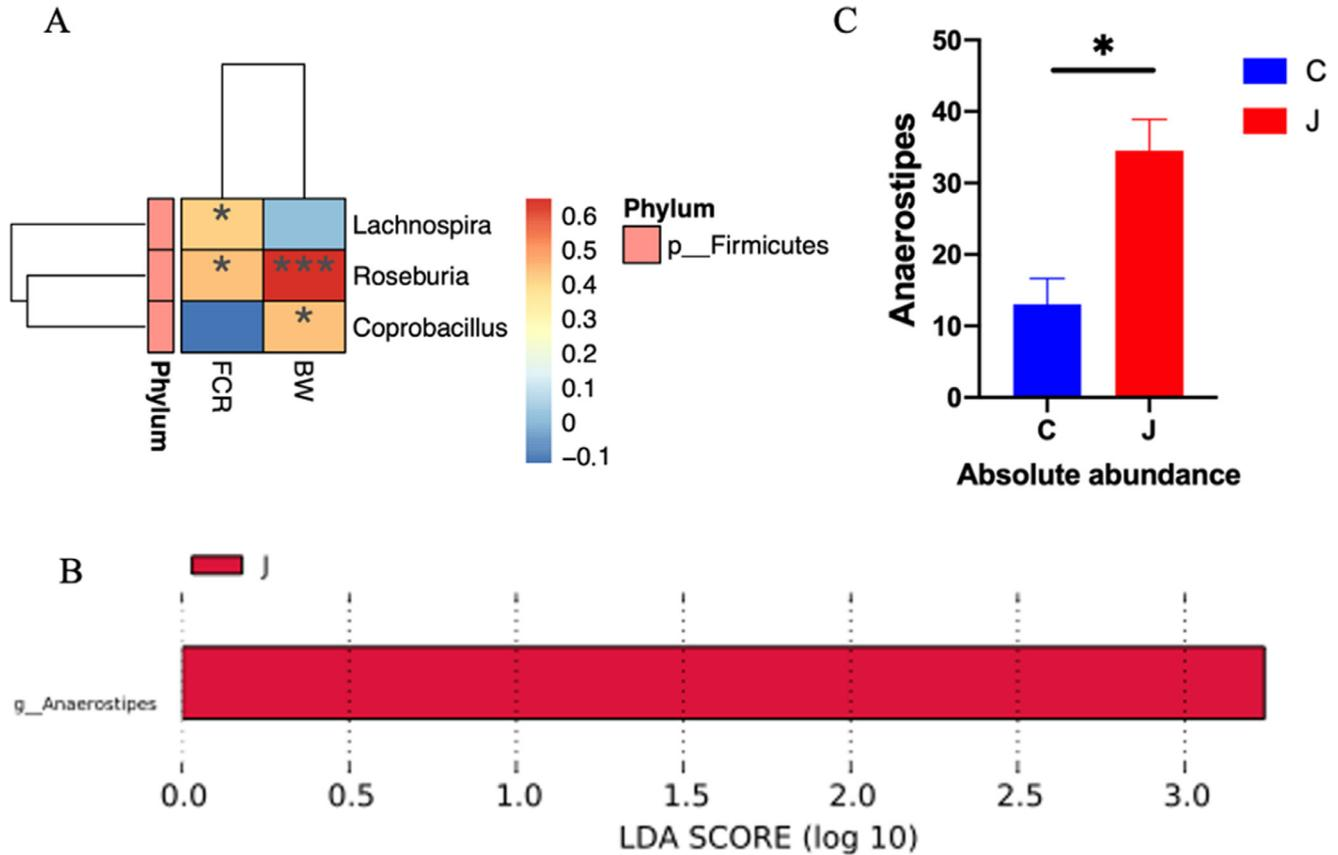 A
*
Lachnospira
*
***
Roseburia
*
Coprobacillus
Phylum
FCR
BW
0.6
0.5
0.4
0.3
0.2
0.1
0
−0.1
Phylum
p__Firmicutes
C
50
40
30
20
10
0
Anaerostipes
*
C
J
Absolute abundance
C
J
B
J
g__Anaerostipes
0.0 0.5 1.0 1.5 2.0 2.5 3.0
LDA SCORE (log 10)